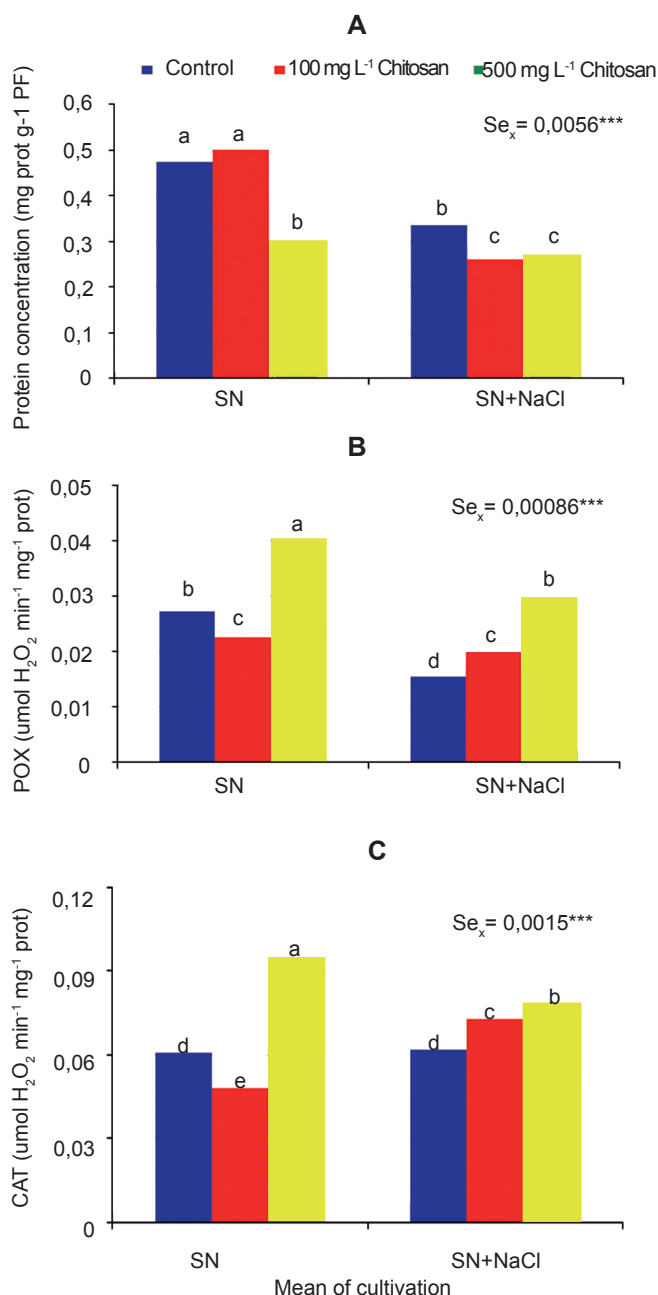 A
Control 100 mg L⁻¹ Chitosan 500 mg L⁻¹ Chitosan
Protein concentration (mg prot g-1 PF)
0,6
0,5
0,4
0,3
0,2
0,1
0
a a b b c c
Seₓ= 0,0056***
SN SN+NaCl
B
POX (umol H₂O₂ min⁻¹ mg⁻¹ prot)
0,05
0,04
0,03
0,02
0,01
0
b c a d c b
Seₓ= 0,00086***
SN SN+NaCl
C
CAT (umol H₂O₂ min⁻¹ mg⁻¹ prot)
0,12
0,09
0,06
0,03
0
d e a d c b
Seₓ= 0,0015***
SN SN+NaCl
Mean of cultivation